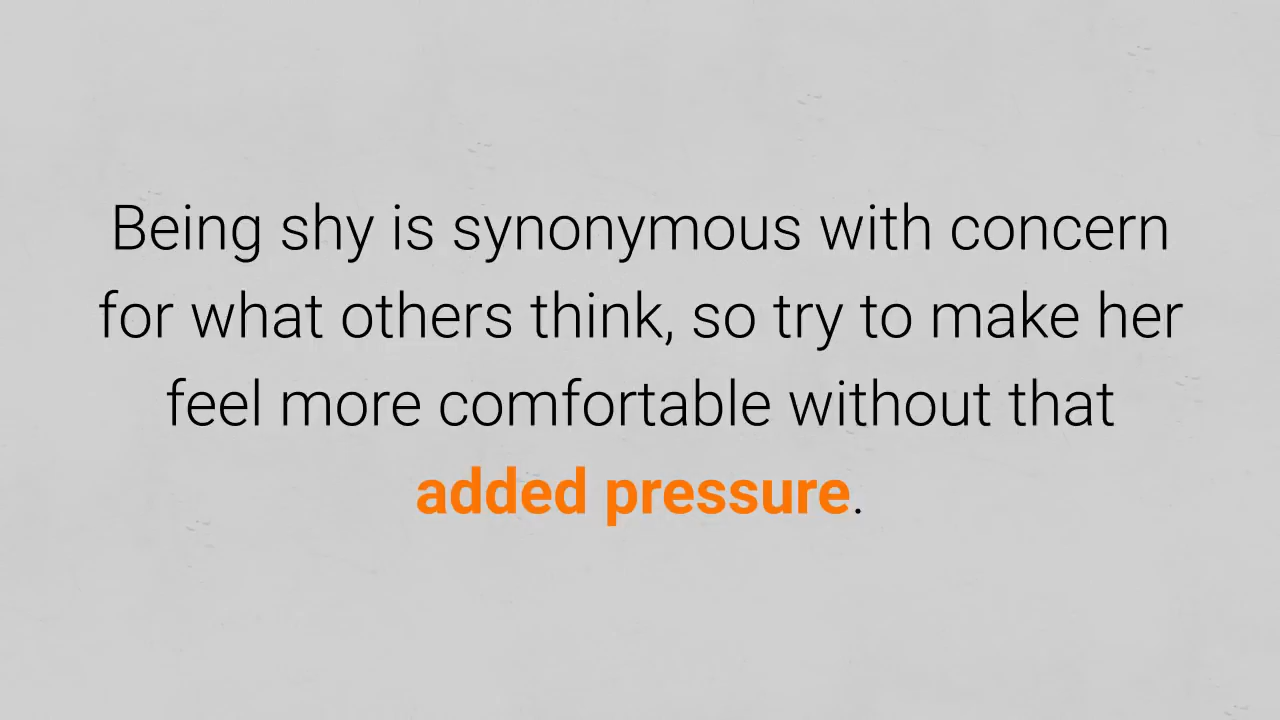 Being shy is synonymous with concern
for what others think, so try to make her
feel more comfortable without that
added pressure.